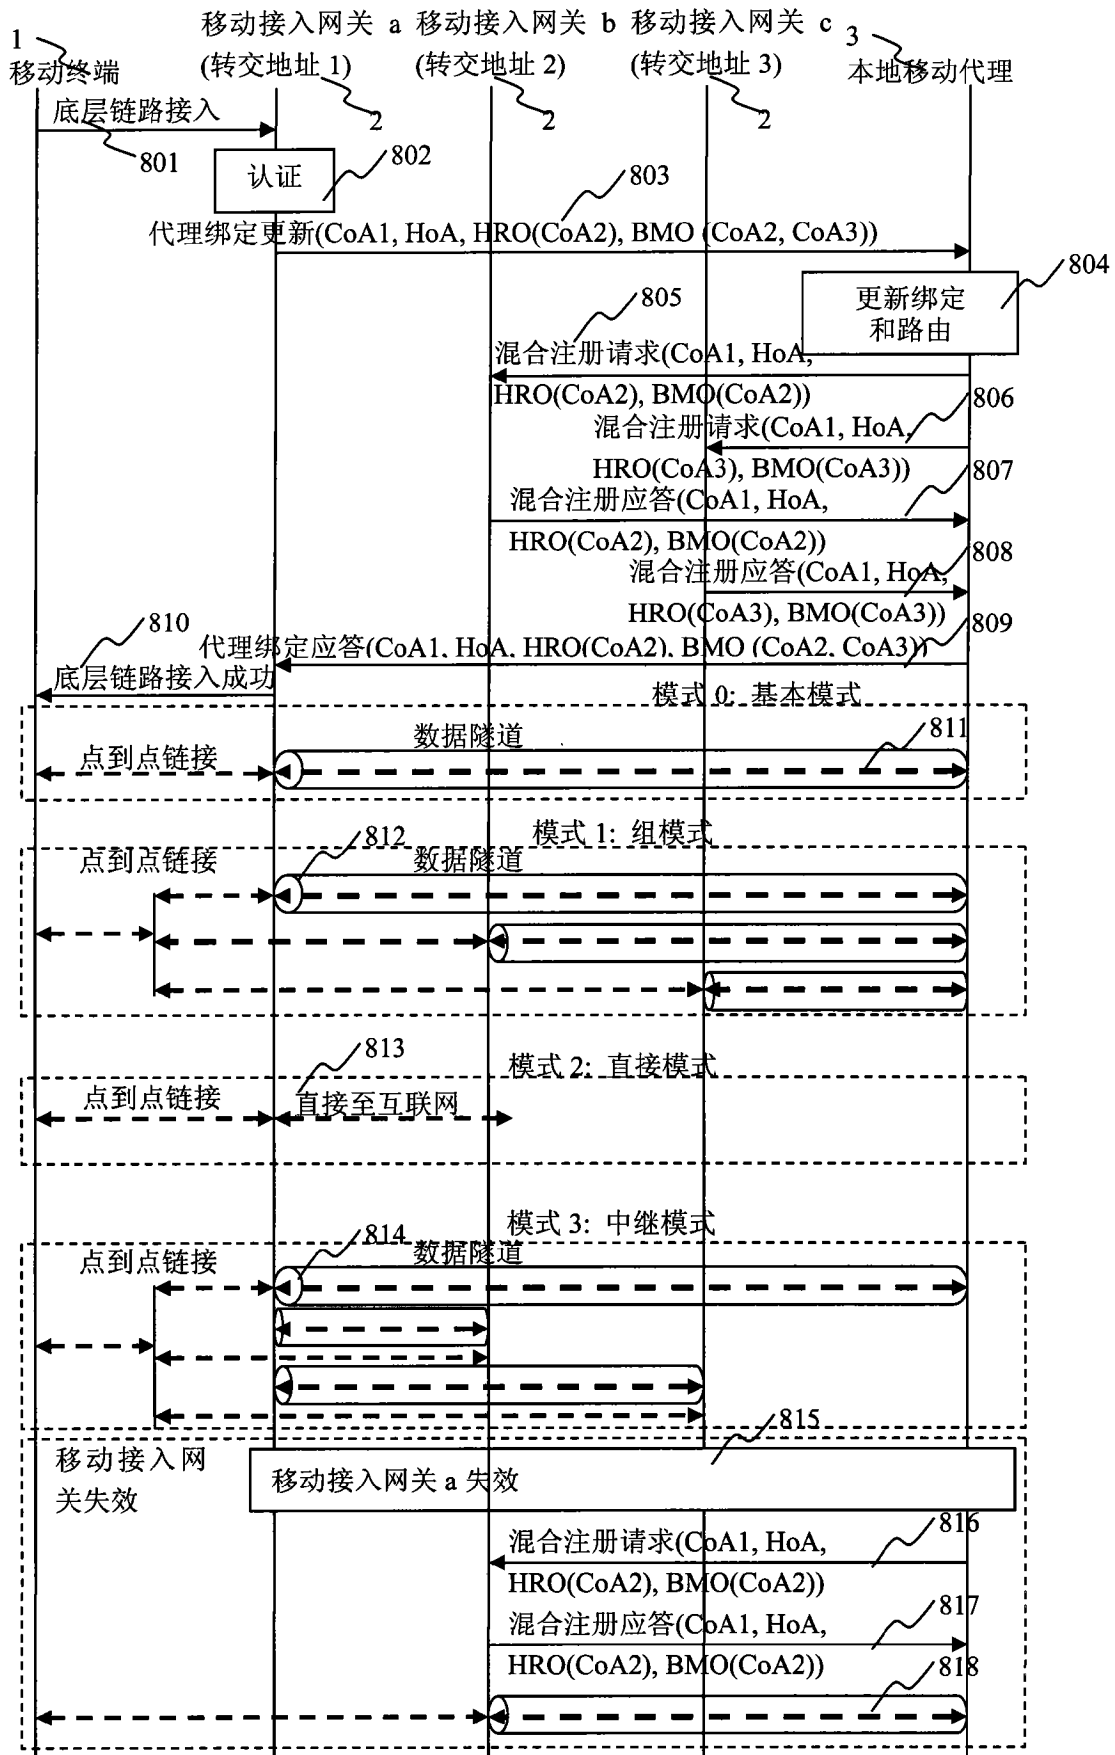 移动接入网关 a 移动接入网关 b 移动接入网关 c
1
3
移动终端
(转交地址 1)
(转交地址 2)
(转交地址 3)
本地移动代理
2
2
2
底层链路接入
801
认证
802
803
代理绑定更新(CoA1, HoA, HRO(CoA2), BMO (CoA2, CoA3))
804
更新绑定
和路由
805
混合注册请求(CoA1, HoA,
HRO(CoA2), BMO(CoA2))
806
混合注册请求(CoA1, HoA,
HRO(CoA3), BMO(CoA3))
807
混合注册应答(CoA1, HoA,
HRO(CoA2), BMO(CoA2))
808
混合注册应答(CoA1, HoA,
HRO(CoA3), BMO(CoA3))
809
810
代理绑定应答(CoA1, HoA, HRO(CoA2), BMO (CoA2, CoA3))
底层链路接入成功
模式 0: 基本模式
点到点链接
数据隧道
811
模式 1: 组模式
点到点链接
812
数据隧道
813
模式 2: 直接模式
点到点链接
直接至互联网
模式 3: 中继模式
点到点链接
814
数据隧道
815
移动接入网
关失效
移动接入网关 a 失效
816
混合注册请求(CoA1, HoA,
HRO(CoA2), BMO(CoA2))
817
混合注册应答(CoA1, HoA,
HRO(CoA2), BMO(CoA2))
818